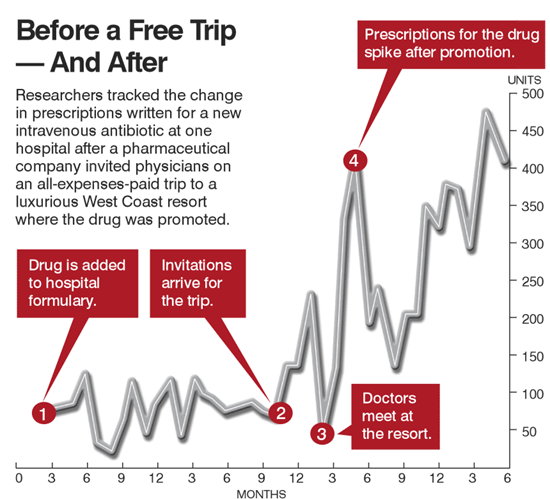 Before a Free Trip
— And After
Researchers tracked the change
in prescriptions written for a new
intravenous antibiotic at one
hospital after a pharmaceutical
company invited physicians on
an all-expenses-paid trip to a
luxurious West Coast resort
where the drug was promoted.
Prescriptions for the drug
spike after promotion.
Drug is added
to hospital
formulary.
Invitations
arrive for
the trip.
Doctors
meet at
the resort.
1
2
3
4
UNITS
500
450
400
350
300
250
200
150
100
50
0 3 6 9 0 3 6 9 12 3 6 9 12 3 6
MONTHS